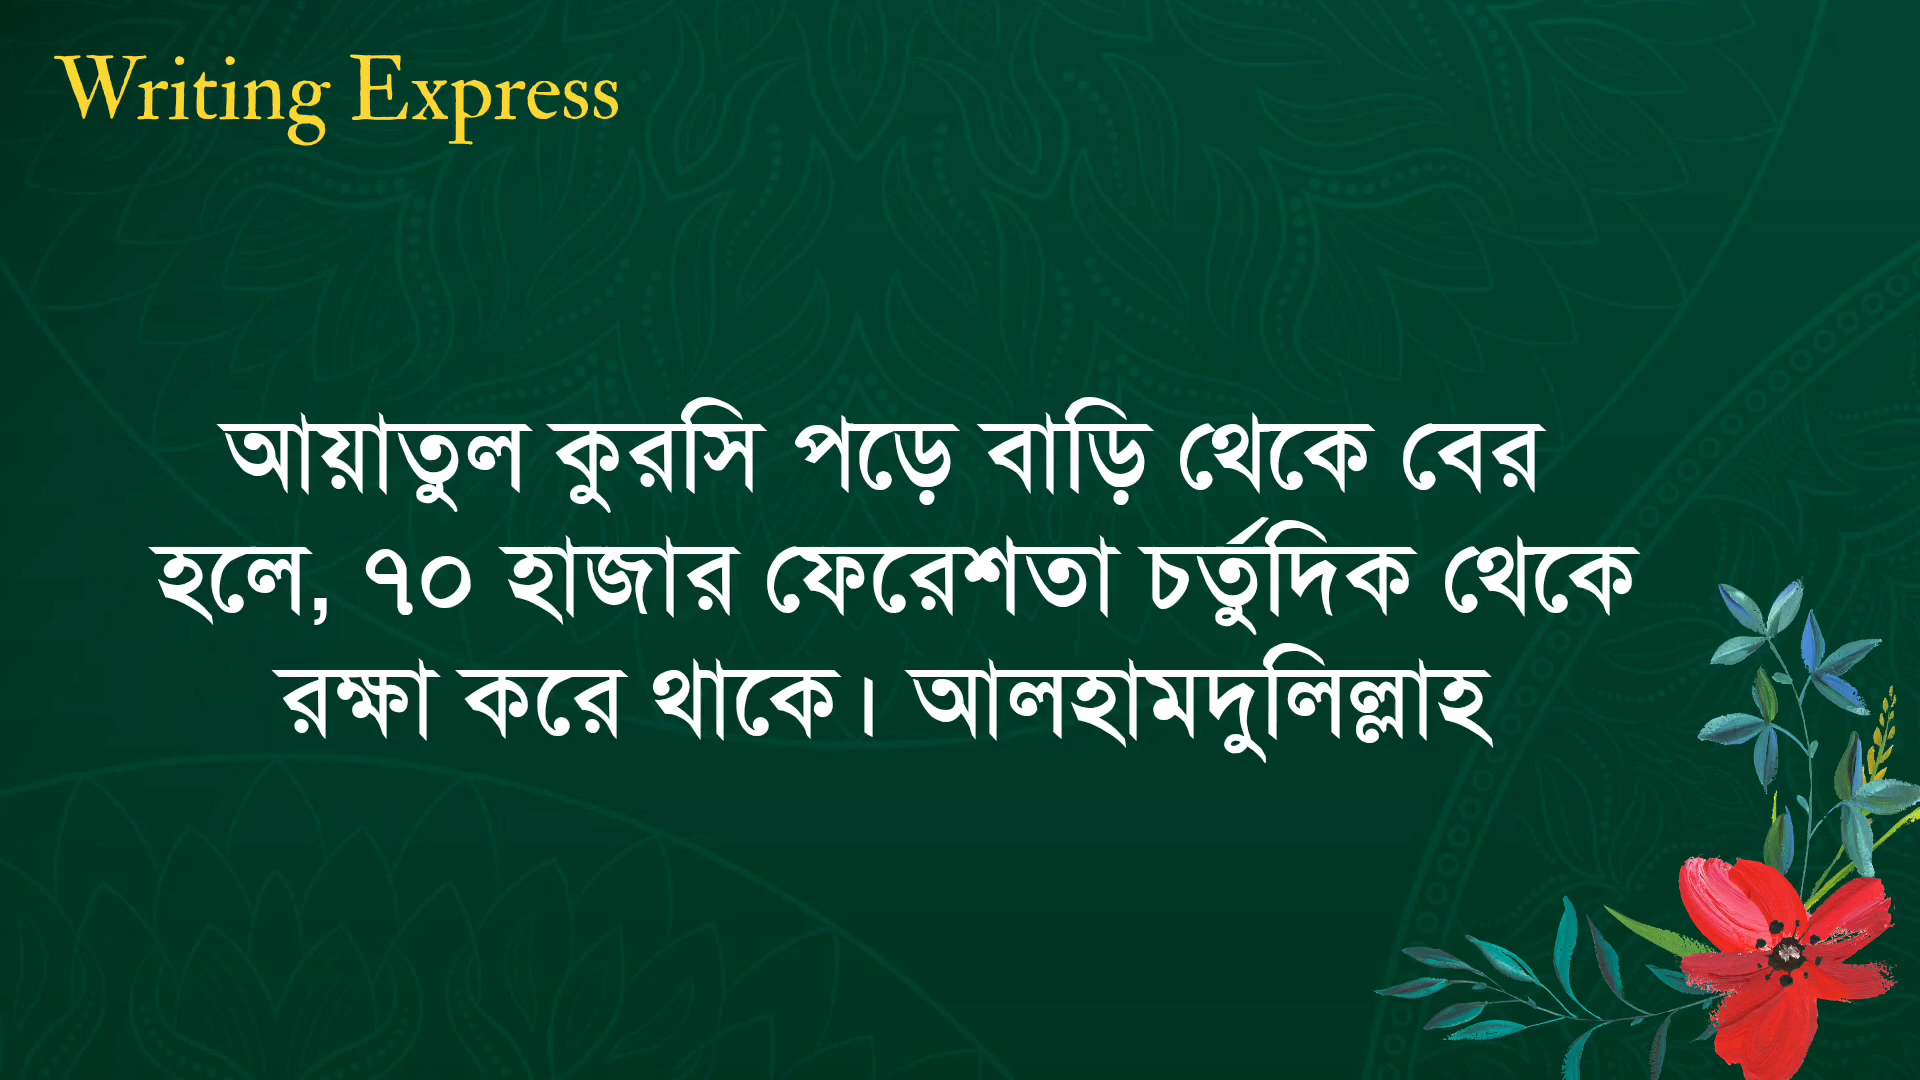 Writing Express
আয়াতুল কুরসি পড়ে বাড়ি থেকে বের
হলে, ৭০ হাজার ফেরেশতা চর্তুদিক থেকে
রক্ষা করে থাকে। আলহামদুলিল্লাহ